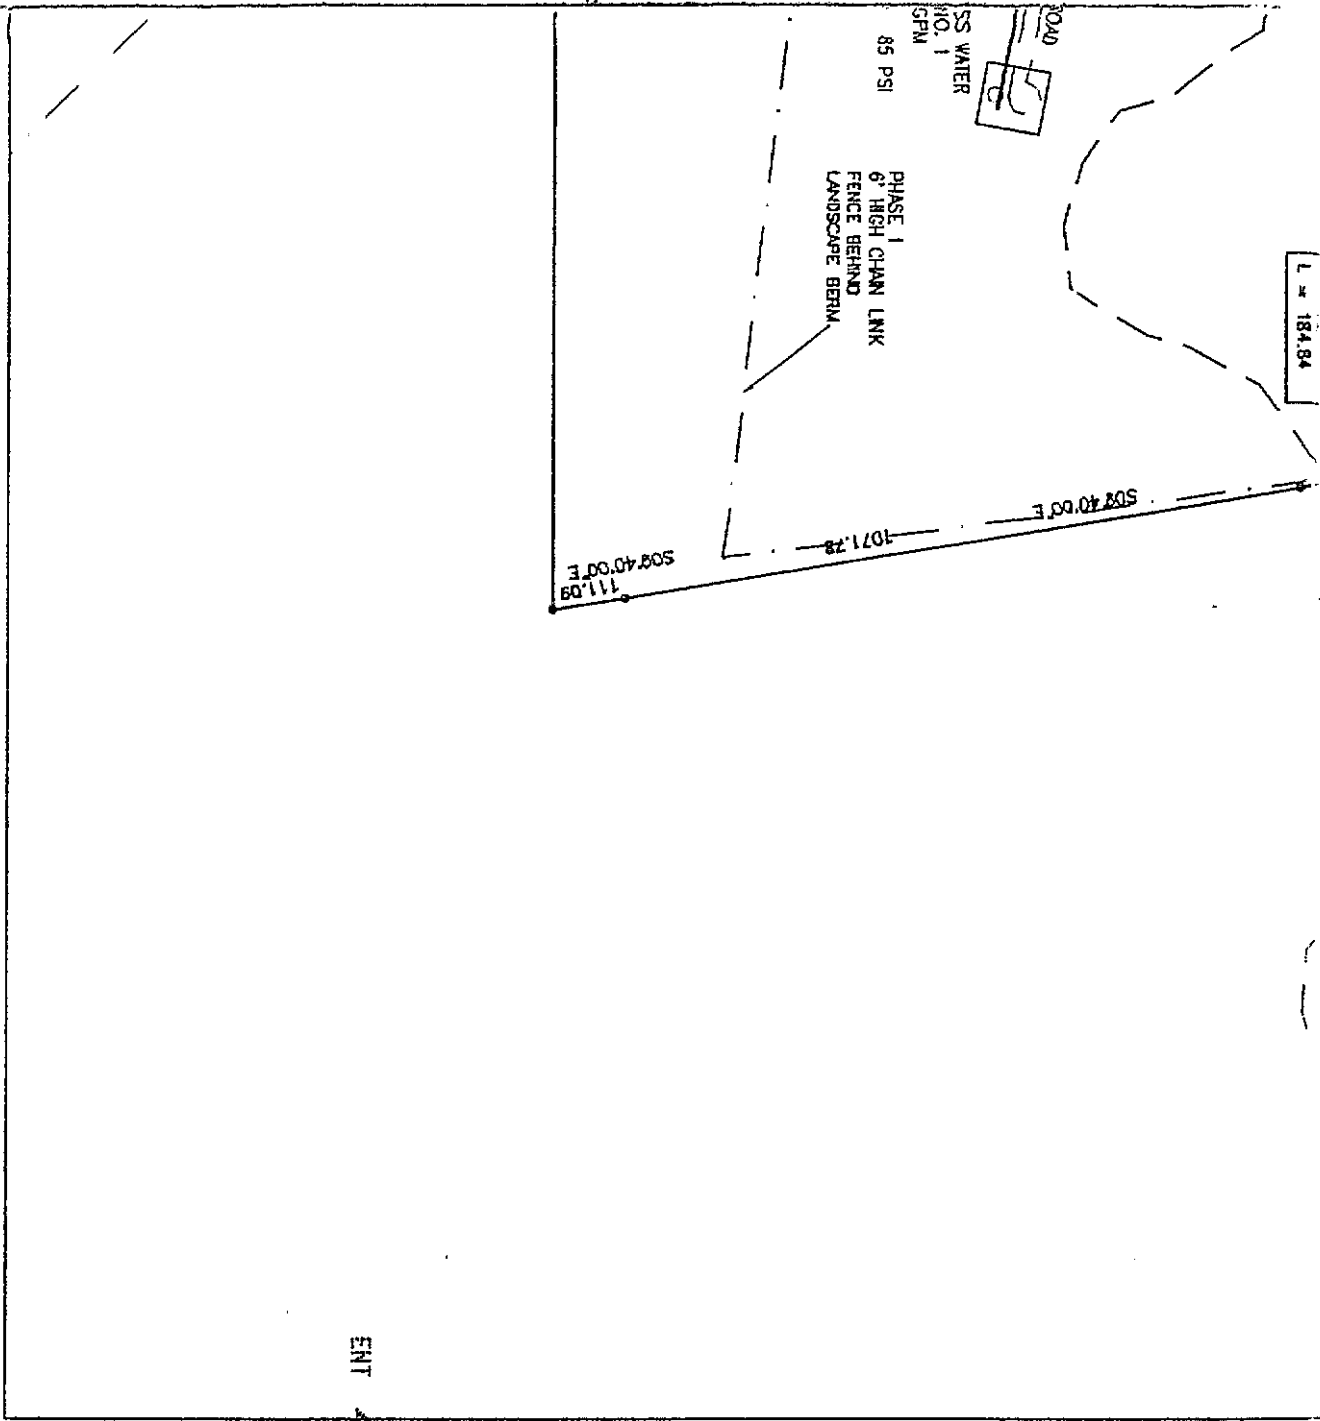 ROAD
SS WATER
NO. 1
GPM
85 PSI
PHASE 1
6' HIGH CHAIN LINK
FENCE BEHIND
LANDSCAPE BERM
L = 184.84
S09°40'00"E
1071.78
S09°40'00"E
111.09
ENT